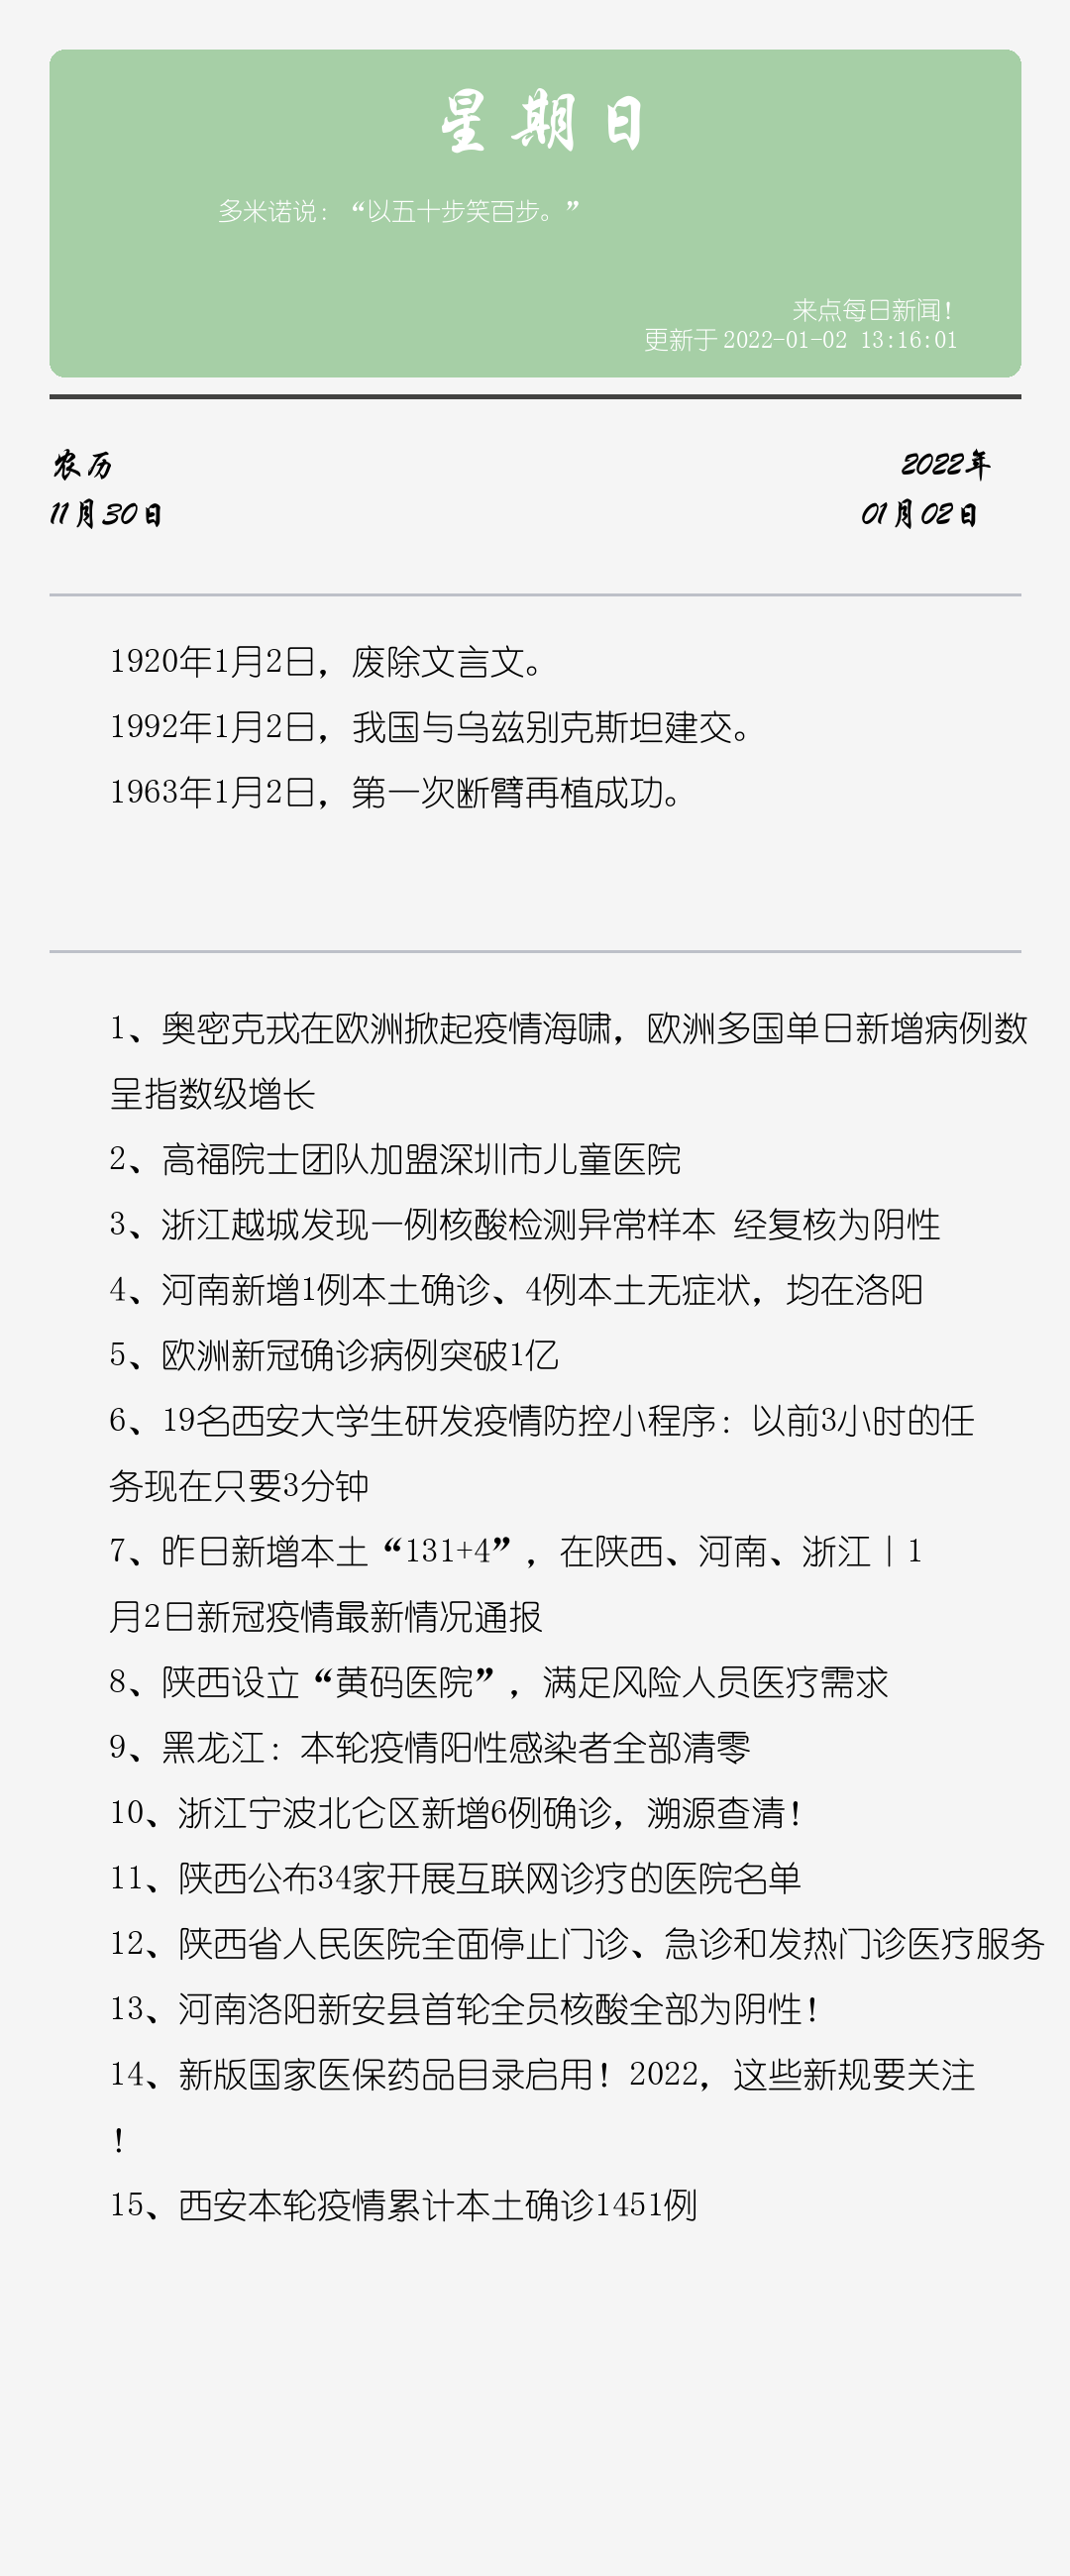 星期日
多米诺说：“以五十步笑百步。”
来点每日新闻！
更新于 2022-01-02 13:16:01
农历
2022年
11月30日
01月02日
1920年1月2日，废除文言文。
1992年1月2日，我国与乌兹别克斯坦建交。
1963年1月2日，第一次断臂再植成功。
1、奥密克戎在欧洲掀起疫情海啸，欧洲多国单日新增病例数
呈指数级增长
2、高福院士团队加盟深圳市儿童医院
3、浙江越城发现一例核酸检测异常样本 经复核为阴性
4、河南新增1例本土确诊、4例本土无症状，均在洛阳
5、欧洲新冠确诊病例突破1亿
6、19名西安大学生研发疫情防控小程序：以前3小时的任
务现在只要3分钟
7、昨日新增本土“131+4”，在陕西、河南、浙江丨1
月2日新冠疫情最新情况通报
8、陕西设立“黄码医院”，满足风险人员医疗需求
9、黑龙江：本轮疫情阳性感染者全部清零
10、浙江宁波北仑区新增6例确诊，溯源查清！
11、陕西公布34家开展互联网诊疗的医院名单
12、陕西省人民医院全面停止门诊、急诊和发热门诊医疗服务
13、河南洛阳新安县首轮全员核酸全部为阴性！
14、新版国家医保药品目录启用！2022，这些新规要关注
！
15、西安本轮疫情累计本土确诊1451例